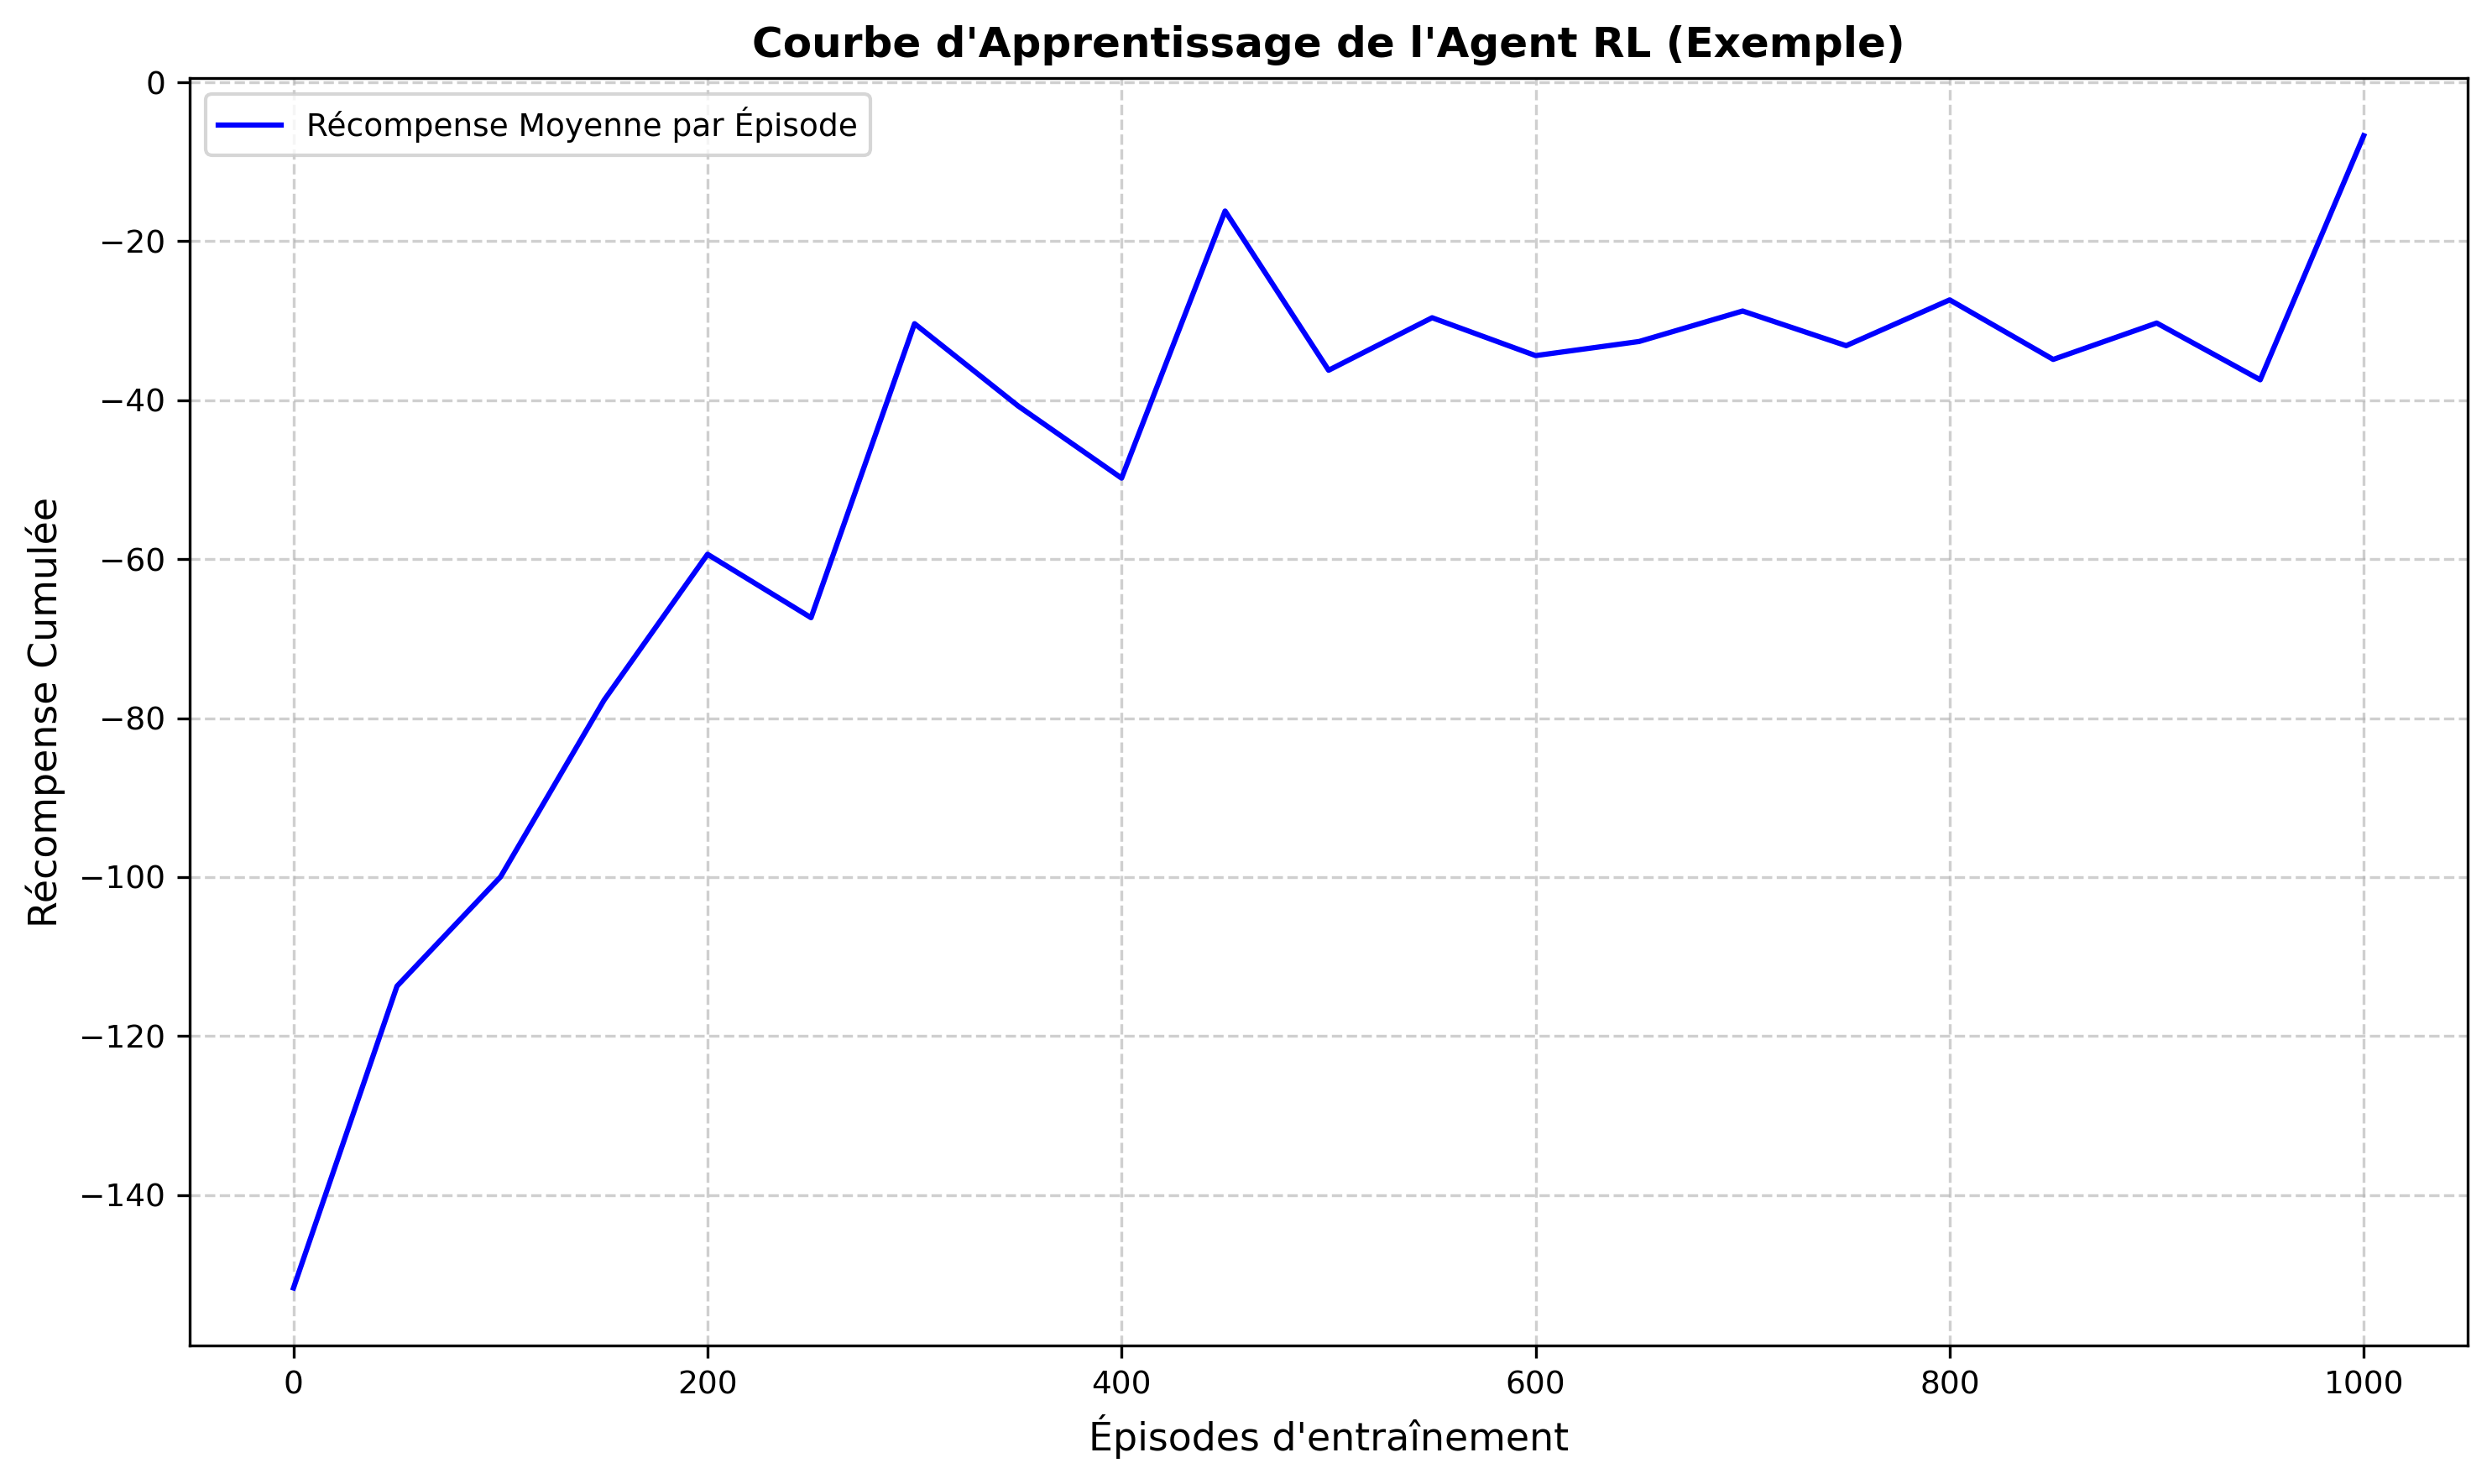 Courbe d'Apprentissage de l'Agent RL (Exemple)
Récompense Moyenne par Épisode
Récompense Cumulée
0
−20
−40
−60
−80
−100
−120
−140
0 200 400 600 800 1000
Épisodes d'entraînement